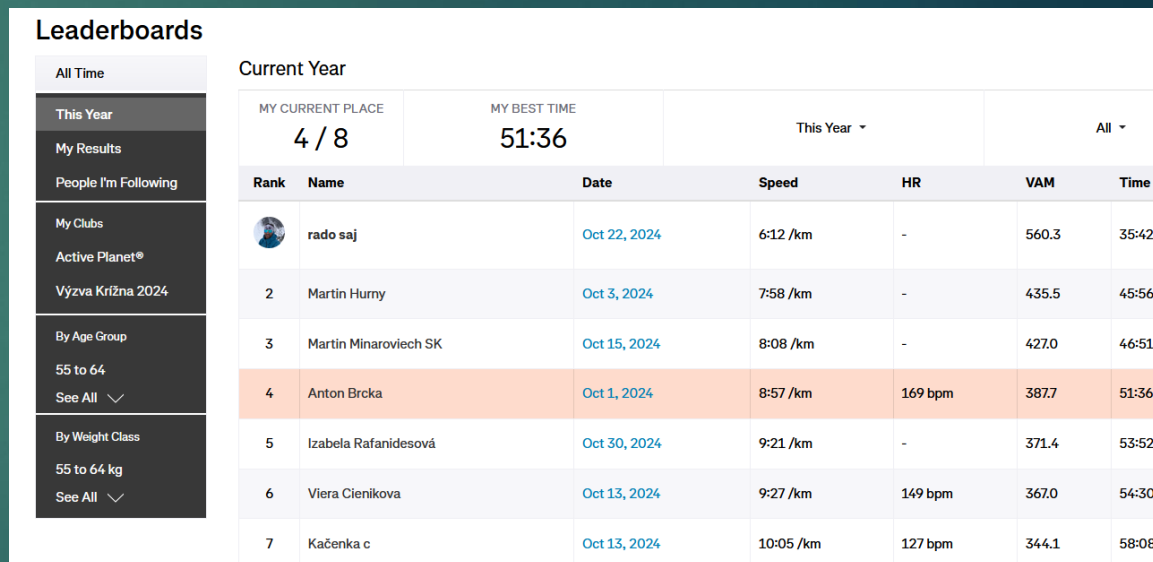 Leaderboards
All Time
This Year
My Results
People I'm Following
My Clubs
Active Planet®
Výzva Krížna 2024
By Age Group
55 to 64
See All
By Weight Class
55 to 64 kg
See All
Current Year
MY CURRENT PLACE MY BEST TIME
4 / 8 51:36 This Year All
Rank Name Date Speed HR VAM Time
rado saj Oct 22, 2024 6:12 /km - 560.3 35:42
2 Martin Hurny Oct 3, 2024 7:58 /km - 435.5 45:56
3 Martin Minaroviech SK Oct 15, 2024 8:08 /km - 427.0 46:51
4 Anton Brcka Oct 1, 2024 8:57 /km 169 bpm 387.7 51:36
5 Izabela Rafanidesová Oct 30, 2024 9:21 /km - 371.4 53:52
6 Viera Cienikova Oct 13, 2024 9:27 /km 149 bpm 367.0 54:30
7 Kačenka c Oct 13, 2024 10:05 /km 127 bpm 344.1 58:08